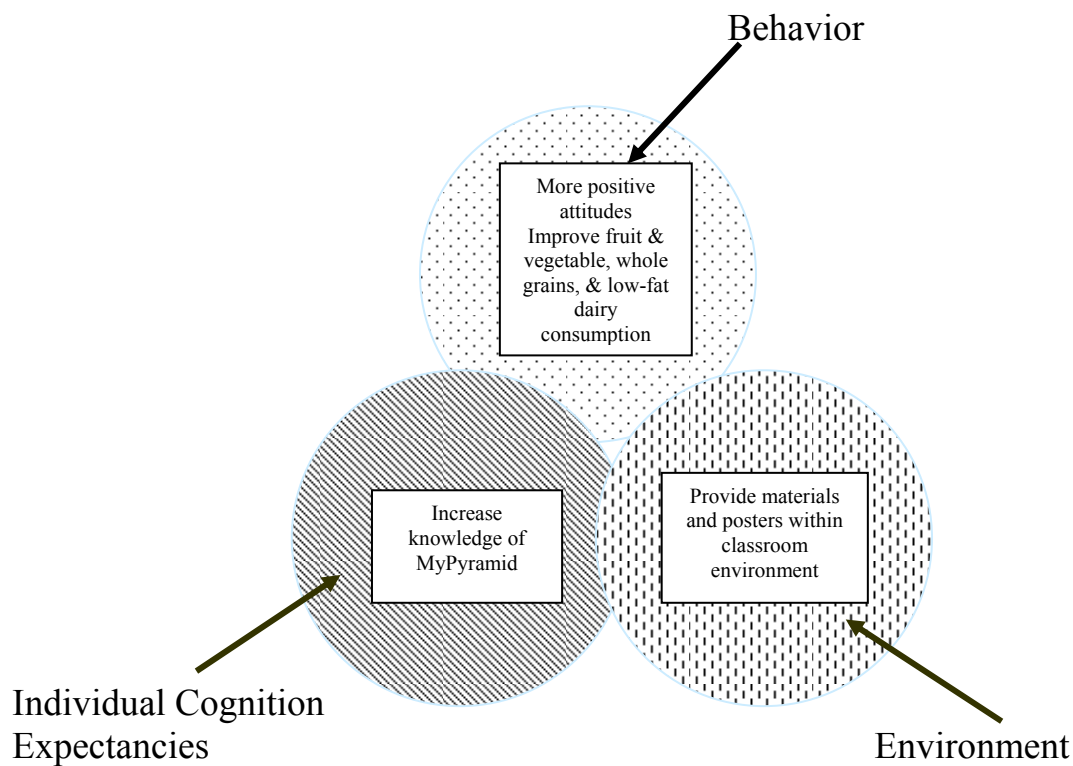 Behavior
More positive
attitudes
Improve fruit &
vegetable, whole
grains, & low-fat
dairy
consumption
Increase
knowledge of
MyPyramid
Provide materials
and posters within
classroom
environment
Individual Cognition
Expectancies
Environment